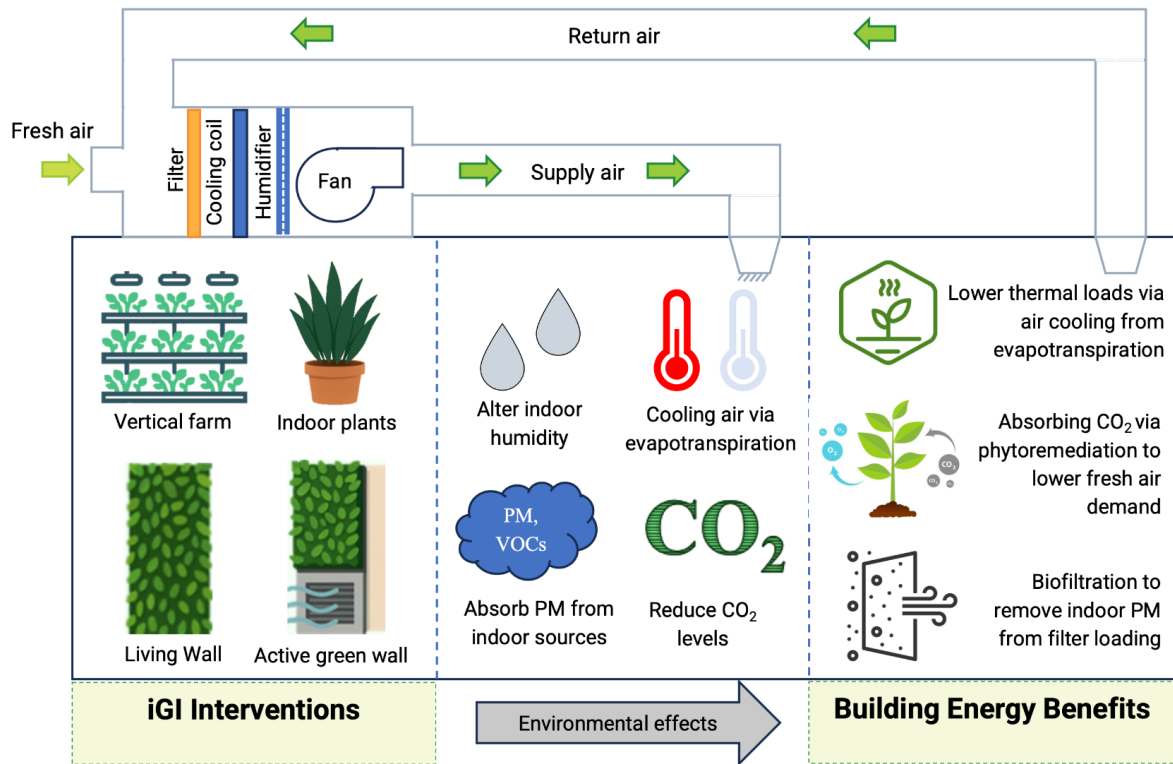 Return air
Fresh air
Filter
Cooling coil
Humidifier
Fan
Supply air
Vertical farm
Indoor plants
Living Wall
Active green wall
Alter indoor
humidity
Cooling air via
evapotranspiration
PM,
VOCs
CO₂
Absorb PM from
indoor sources
Reduce CO₂
levels
Lower thermal loads via
air cooling from
evapotranspiration
O₂
CO₂
CO₂
Absorbing CO₂ via
phytoremediation to
lower fresh air
demand
Biofiltration to
remove indoor PM
from filter loading
iGI Interventions
Environmental effects
Building Energy Benefits